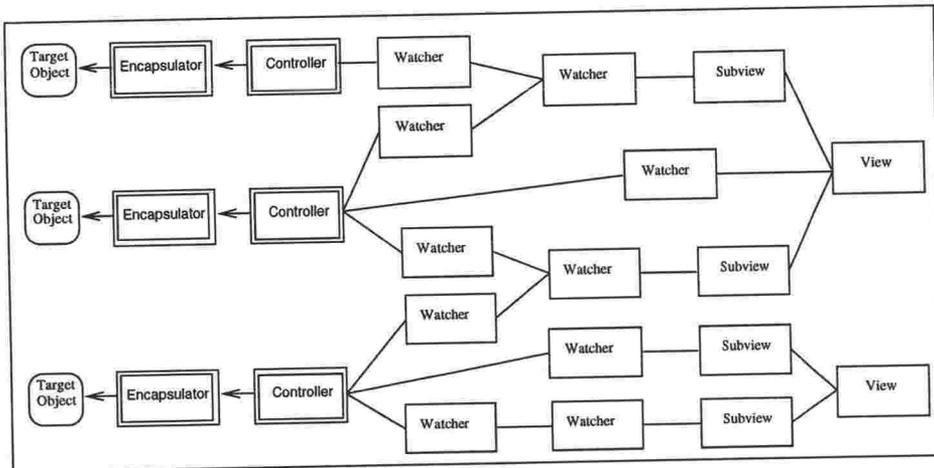 Target
Object
Encapsulator
Controller
Watcher
Watcher
Subview
Watcher
Watcher
View
Target
Object
Encapsulator
Controller
Watcher
Watcher
Subview
Watcher
Watcher
Subview
Target
Object
Encapsulator
Controller
View
Watcher
Watcher
Subview